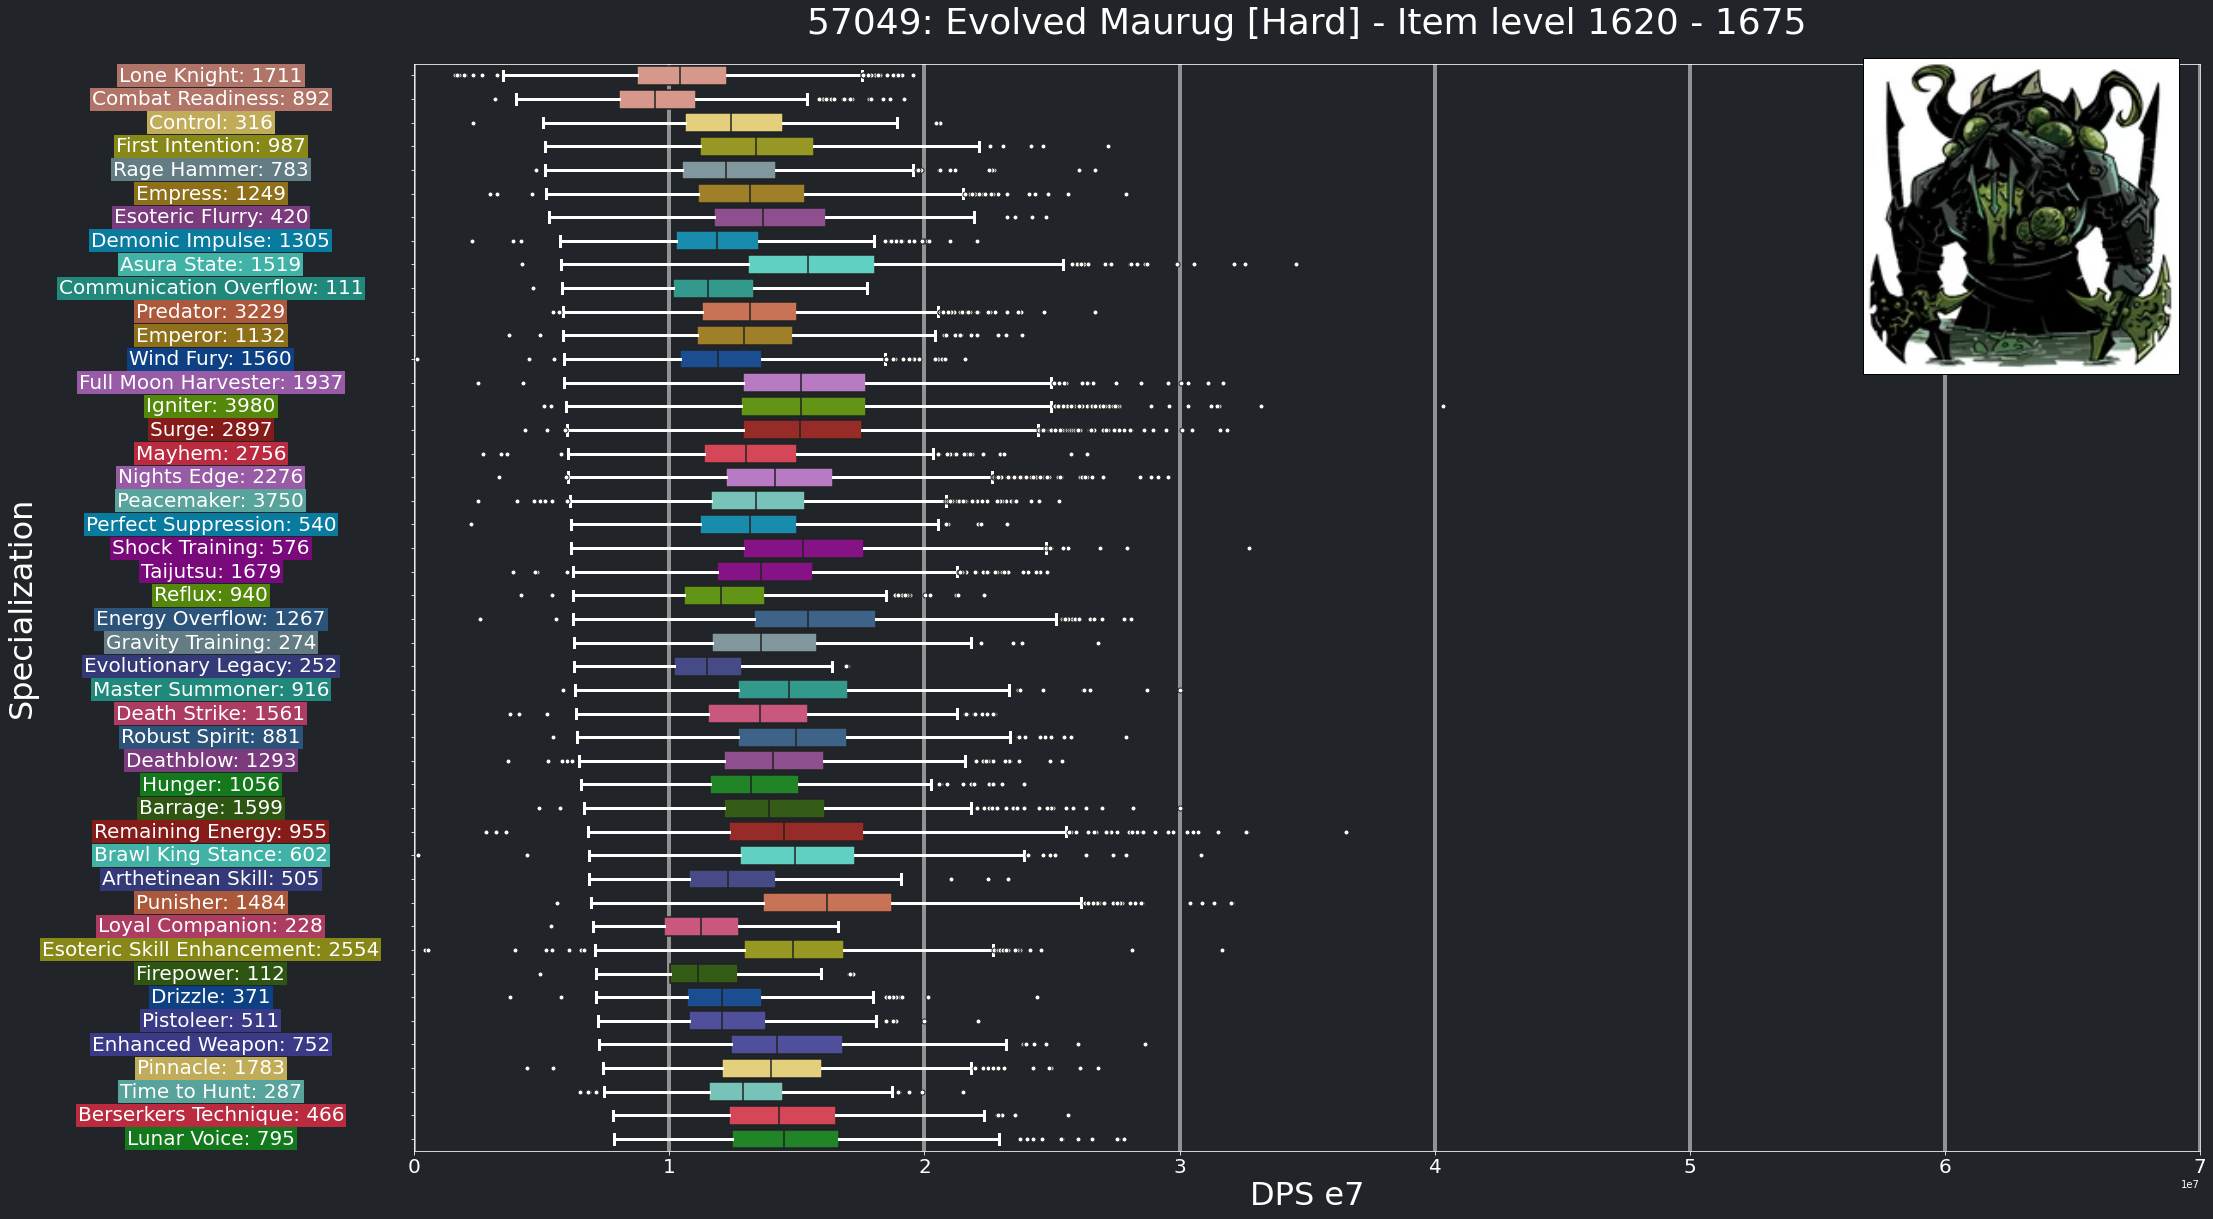 57049: Evolved Maurug [Hard] - Item level 1620 - 1675
Specialization
Lone Knight: 1711
Combat Readiness: 892
Control: 316
First Intention: 987
Rage Hammer: 783
Empress: 1249
Esoteric Flurry: 420
Demonic Impulse: 1305
Asura State: 1519
Communication Overflow: 111
Predator: 3229
Emperor: 1132
Wind Fury: 1560
Full Moon Harvester: 1937
Igniter: 3980
Surge: 2897
Mayhem: 2756
Nights Edge: 2276
Peacemaker: 3750
Perfect Suppression: 540
Shock Training: 576
Taijutsu: 1679
Reflux: 940
Energy Overflow: 1267
Gravity Training: 274
Evolutionary Legacy: 252
Master Summoner: 916
Death Strike: 1561
Robust Spirit: 881
Deathblow: 1293
Hunger: 1056
Barrage: 1599
Remaining Energy: 955
Brawl King Stance: 602
Arthetinean Skill: 505
Punisher: 1484
Loyal Companion: 228
Esoteric Skill Enhancement: 2554
Firepower: 112
Drizzle: 371
Pistoleer: 511
Enhanced Weapon: 752
Pinnacle: 1783
Time to Hunt: 287
Berserkers Technique: 466
Lunar Voice: 795
0 1 2 3 4 5 6 7
1e7
DPS e7